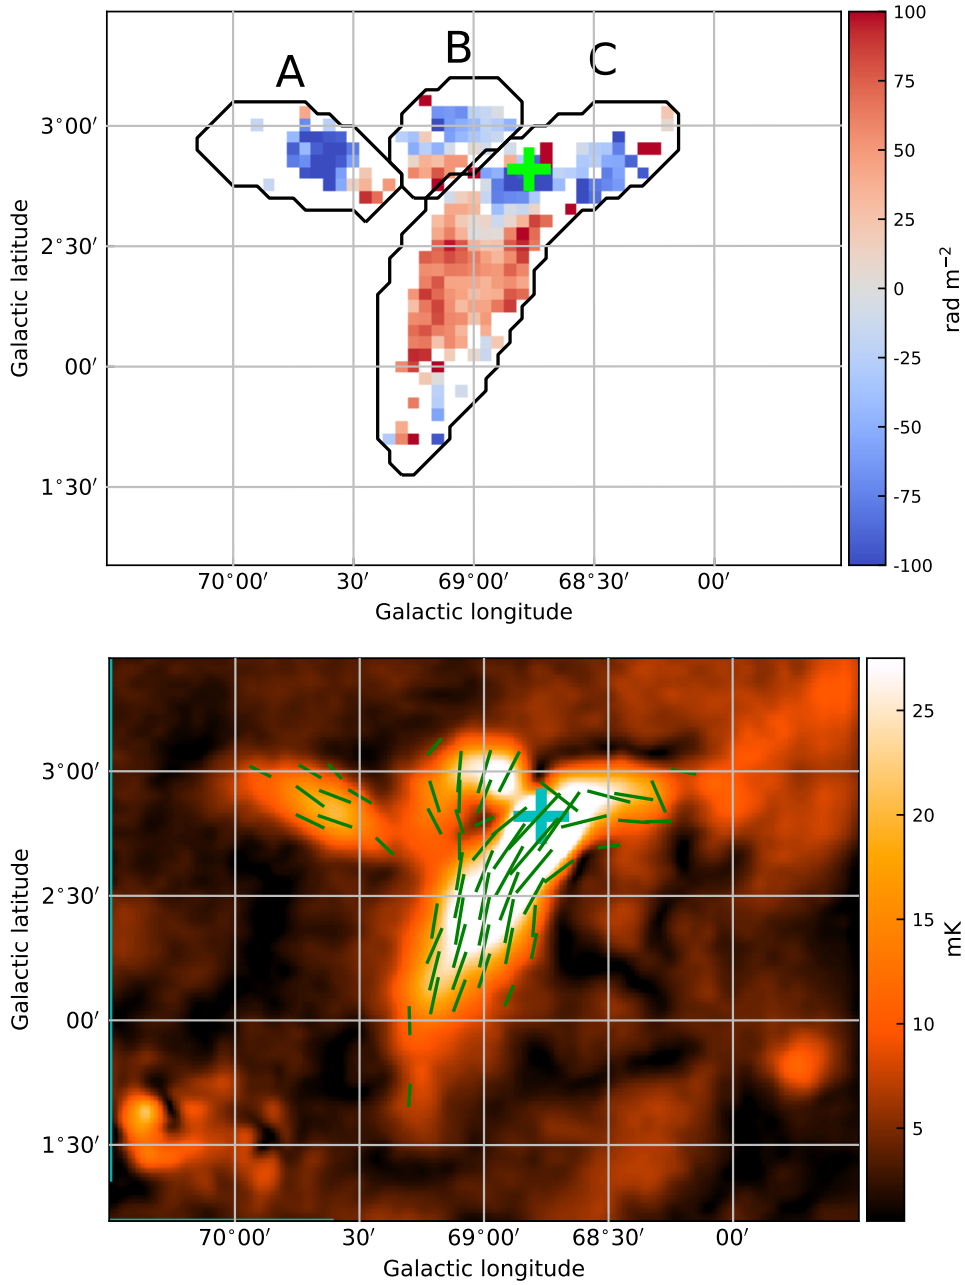 A
B
C
3°00′
2°30′
00′
1°30′
70°00′ 30′ 69°00′ 68°30′ 00′
Galactic longitude
Galactic latitude
100
75
50
25
0
-25
-50
-75
-100
rad m⁻²
3°00′
2°30′
00′
1°30′
70°00′ 30′ 69°00′ 68°30′ 00′
Galactic longitude
Galactic latitude
25
20
15
10
5
mK